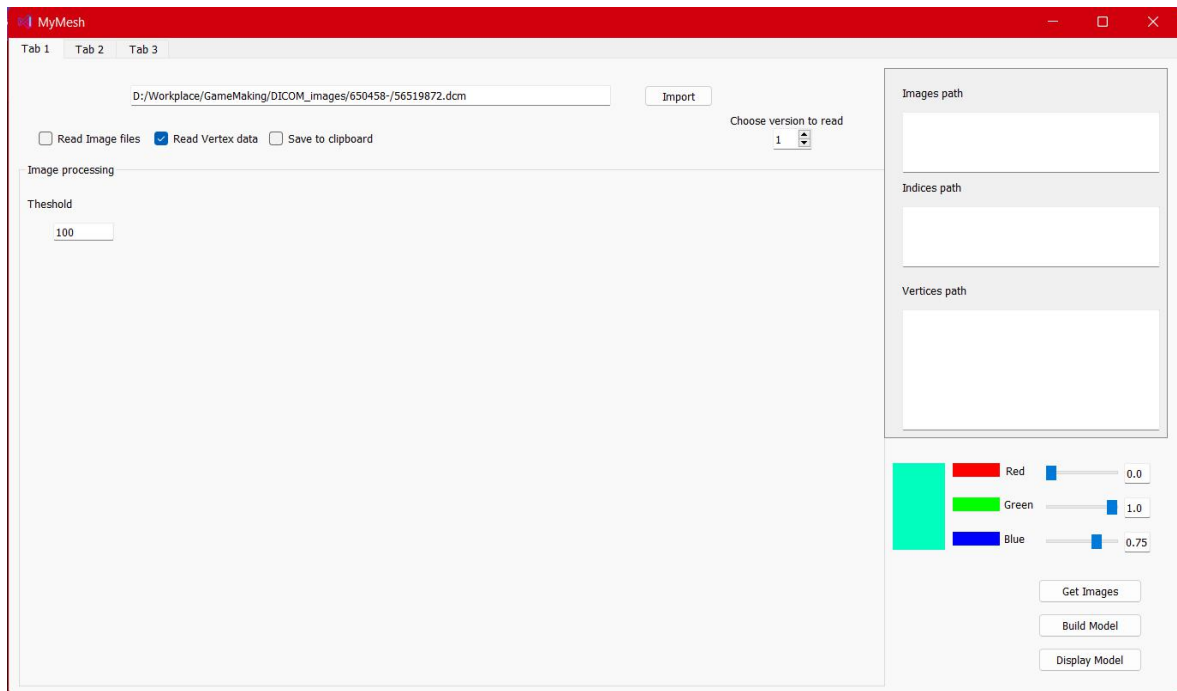 MyMesh
Tab 1 Tab 2 Tab 3
D:/Workplace/GameMaking/DICOM_images/650458-/56519872.dcm Import
Choose version to read
Read Image files Read Vertex data Save to clipboard 1
Image processing
Theshold
100
Images path
Indices path
Vertices path
Red 0.0
Green 1.0
Blue 0.75
Get Images
Build Model
Display Model